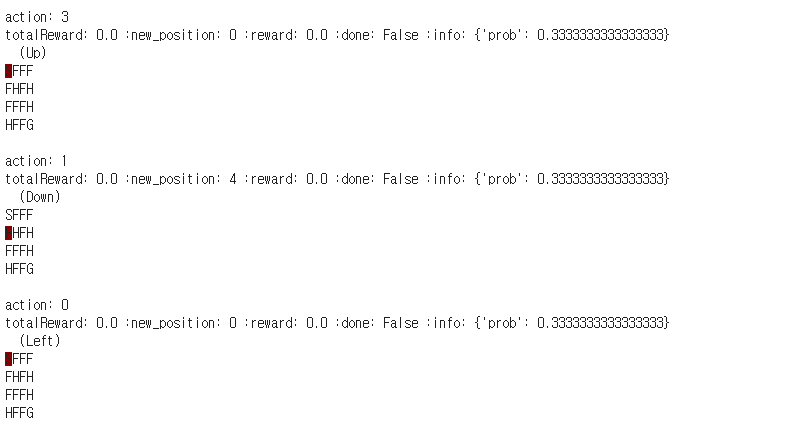 action: 3
totalReward: 0.0 :new_position: 0 :reward: 0.0 :done: False :info: {'prob': 0.3333333333333333}
(Up)
SFFF
FHFH
FFFH
HFFG
action: 1
totalReward: 0.0 :new_position: 4 :reward: 0.0 :done: False :info: {'prob': 0.3333333333333333}
(Down)
SFFF
FHFH
FFFH
HFFG
action: 0
totalReward: 0.0 :new_position: 0 :reward: 0.0 :done: False :info: {'prob': 0.3333333333333333}
(Left)
SFFF
FHFH
FFFH
HFFG